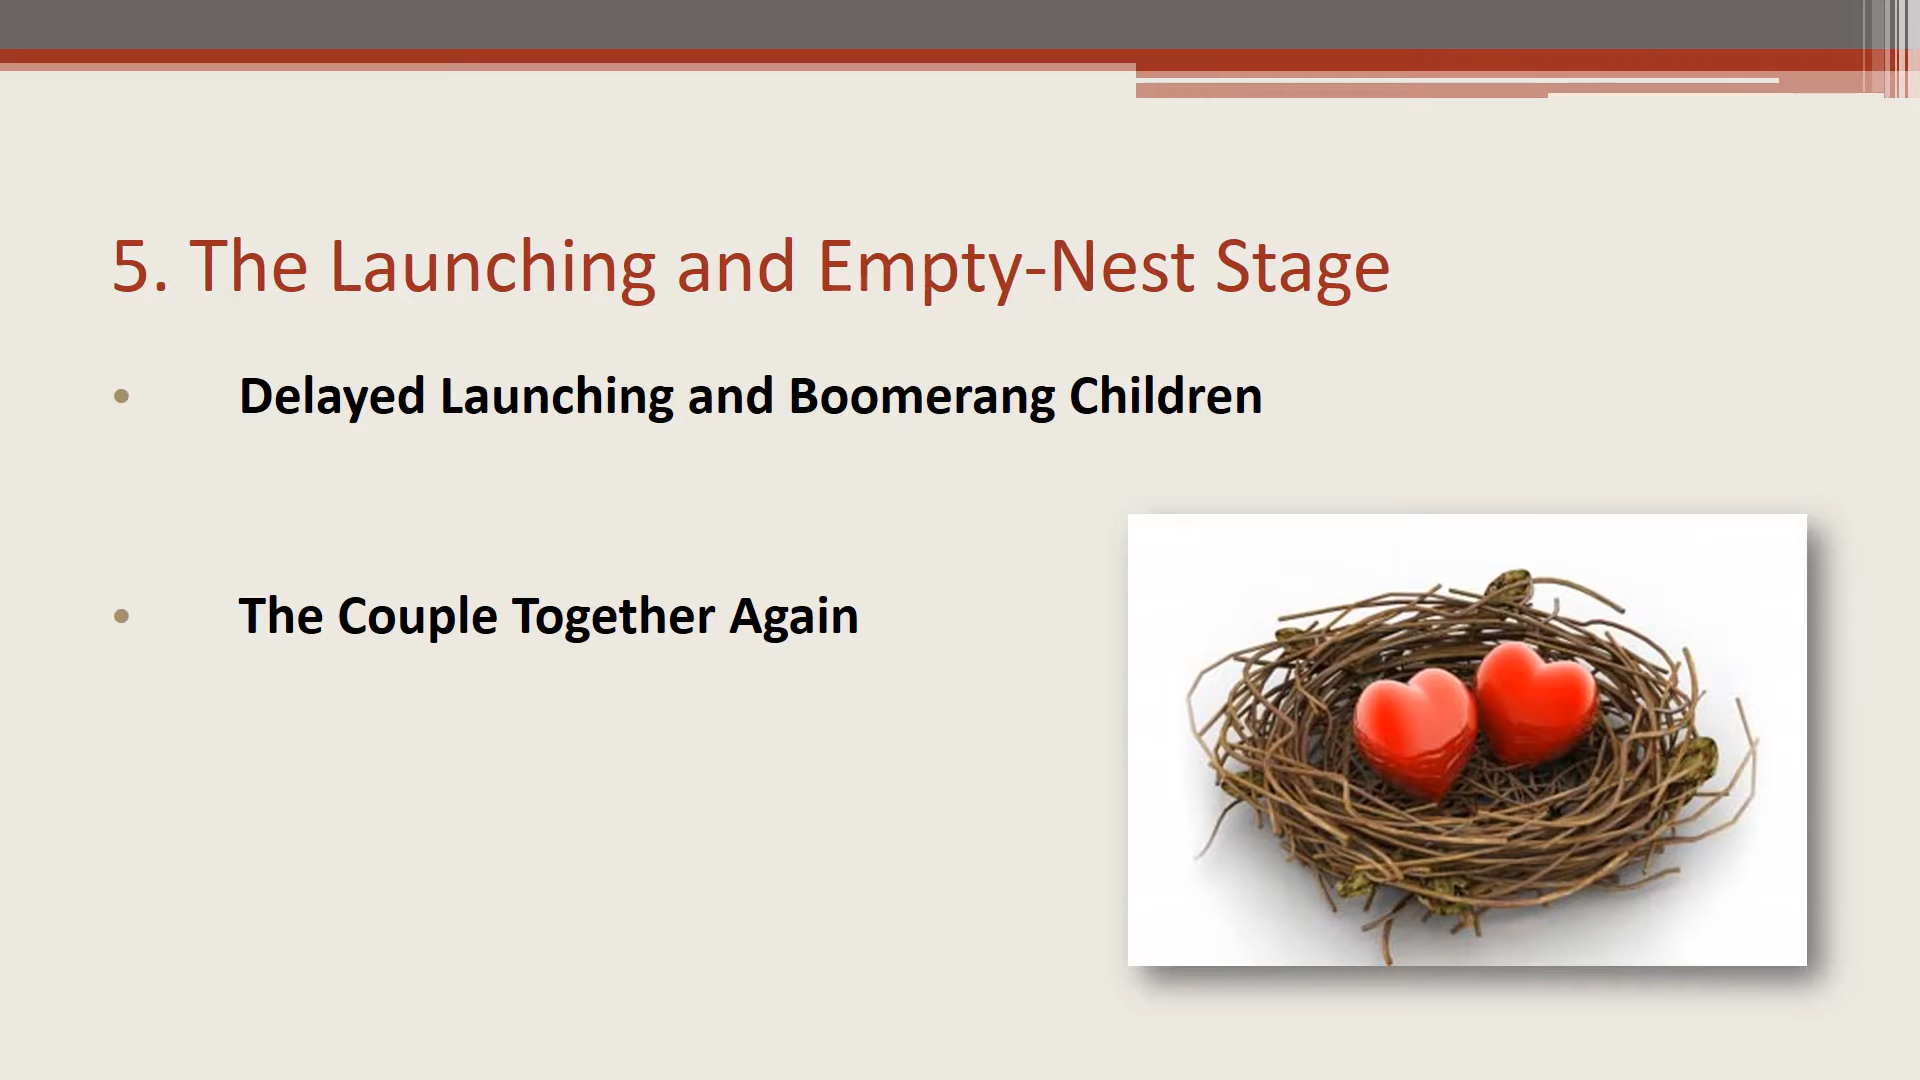 5. The Launching and Empty-Nest Stage
• Delayed Launching and Boomerang Children
• The Couple Together Again